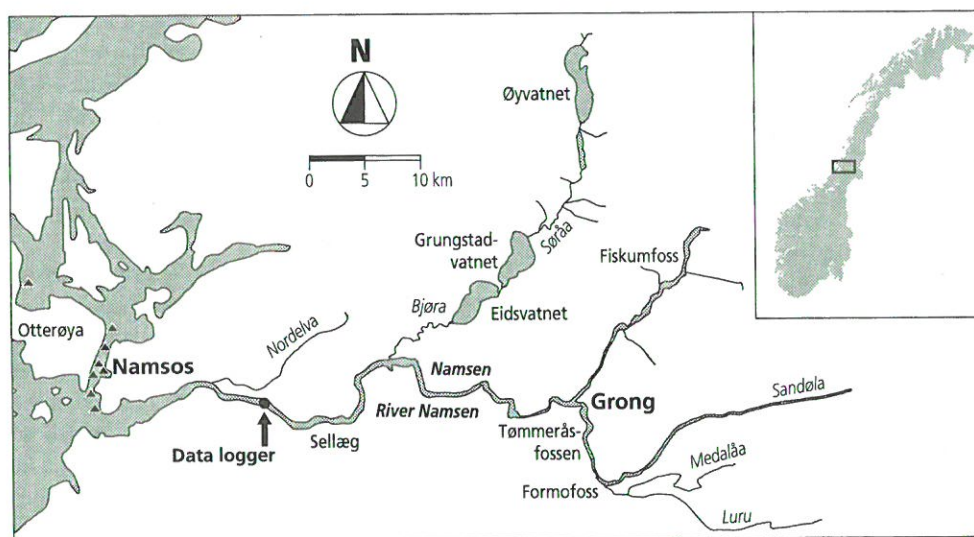 N
0 5 10 km
Øyvatnet
Søråa
Grungstad-
vatnet
Fiskumfoss
Bjøra
Eidsvatnet
Otterøya
Namsos
Nordelva
Namsen
River Namsen
Grong
Sandøla
Data logger
Sellæg
Tømmerås-
fossen
Medalåa
Formofoss
Luru